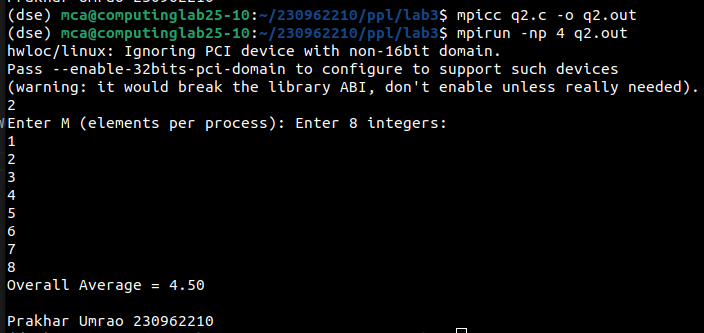 Prakhar Umrao 230962210
(dse) mca@computinglab25-10:~/230962210/ppl/lab3$ mpicc q2.c -o q2.out
(dse) mca@computinglab25-10:~/230962210/ppl/lab3$ mpirun -np 4 q2.out
hwloc/linux: Ignoring PCI device with non-16bit domain.
Pass --enable-32bits-pci-domain to configure to support such devices
(warning: it would break the library ABI, don't enable unless really needed).
2
Enter M (elements per process): Enter 8 integers:
1
2
3
4
5
6
7
8
Overall Average = 4.50
Prakhar Umrao 230962210